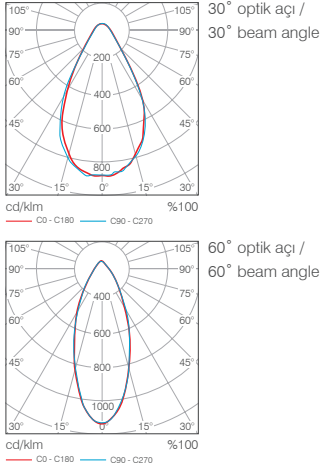 105° 105°
90° 90°
75° 75°
60° 60°
45° 45°
30° 15° 0 15° 30°
200
400
600
800
cd/klm %100
C0 - C180 C90 - C270
30° optik açı /
30° beam angle
105° 105°
90° 90°
75° 75°
60° 60°
45° 45°
30° 15° 0 15° 30°
400
600
800
1000
cd/klm %100
C0 - C180 C90 - C270
60° optik açı /
60° beam angle